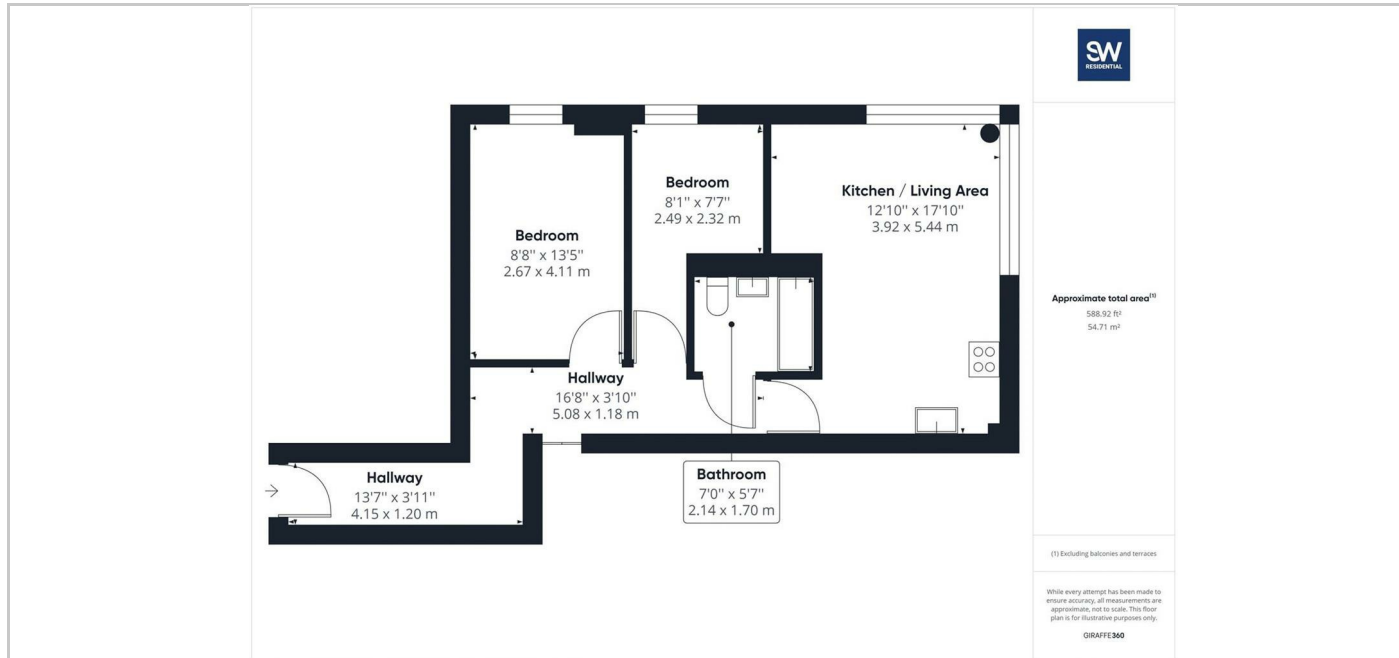 SW
RESIDENTIAL
Bedroom
8'1" x 7'7"
2.49 x 2.32 m
Kitchen / Living Area
12'10" x 17'10"
3.92 x 5.44 m
Bedroom
8'8" x 13'5"
2.67 x 4.11 m
Hallway
16'8" x 3'10"
5.08 x 1.18 m
Hallway
13'7" x 3'11"
4.15 x 1.20 m
Bathroom
7'0" x 5'7"
2.14 x 1.70 m
Approximate total area(1)
588.92 ft²
54.71 m²
(1) Excluding balconies and terraces
While every attempt has been made to
ensure accuracy, all measurements are
approximate, not to scale. This floor
plan is for illustrative purposes only.
GIRAFFE360